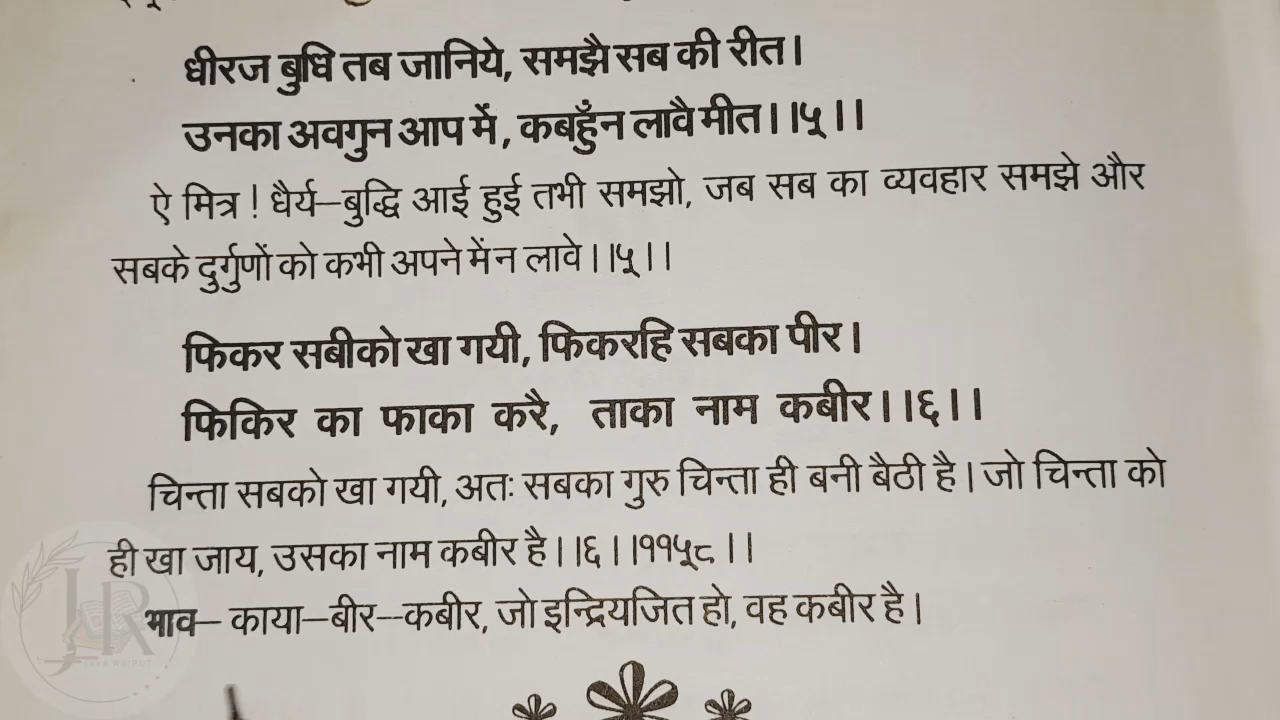 धीरज बुधि तब जानिये, समझै सब की रीत।
उनका अवगुन आप में, कबहुँन लावै मीत।।५।।
ऐ मित्र ! धैर्य–बुद्धि आई हुई तभी समझो, जब सब का व्यवहार समझे और
सबके दुर्गुणों को कभी अपने में न लावे।।५।।
फिकर सबीको खा गयी, फिकरहि सबका पीर।
फिकिर का फाका करै, ताका नाम कबीर।।६।।
चिन्ता सबको खा गयी, अतः सबका गुरु चिन्ता ही बनी बैठी है। जो चिन्ता को
ही खा जाय, उसका नाम कबीर है।।६।।११५८।।
भाव– काया–बीर--कबीर, जो इन्द्रियजित हो, वह कबीर है।
JR